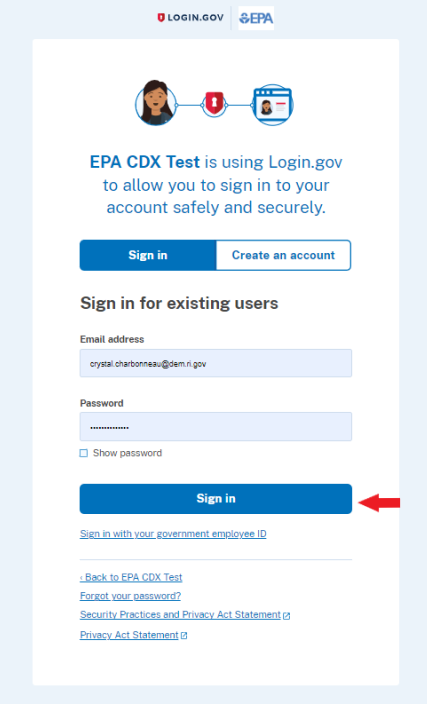 LOGIN.GOV EPA
EPA CDX Test is using Login.gov
to allow you to sign in to your
account safely and securely.
Sign in Create an account
Sign in for existing users
Email address
crystal.charbonneau@dem.ri.gov
Password
••••••••••••••
Show password
Sign in
Sign in with your government employee ID
‹ Back to EPA CDX Test
Forgot your password?
Security Practices and Privacy Act Statement
Privacy Act Statement